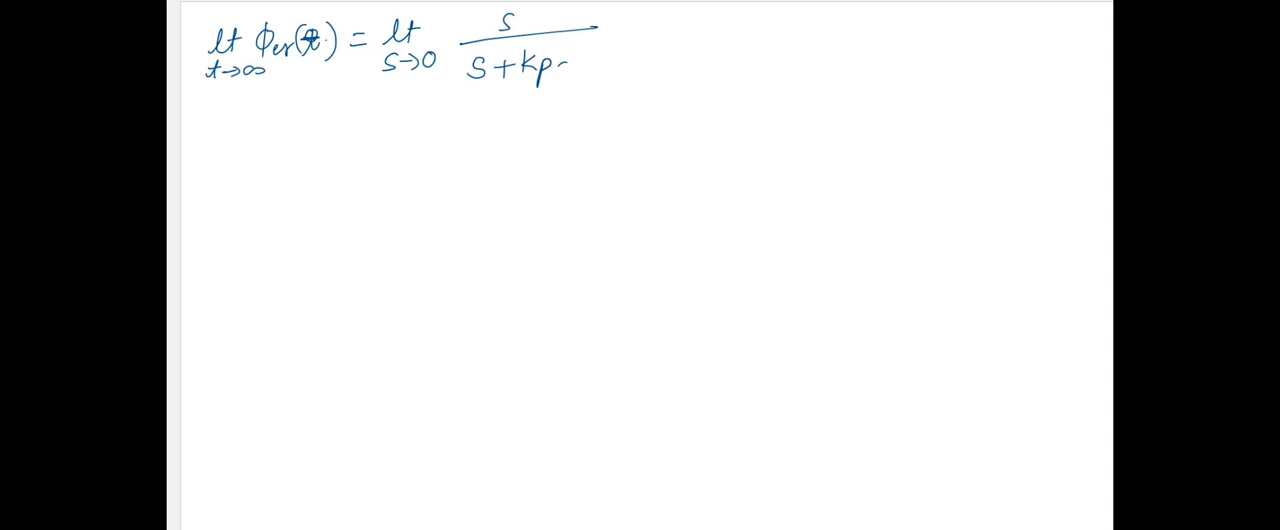 lt ϕer(t) = lt s
t→∞ s→0 s+kp